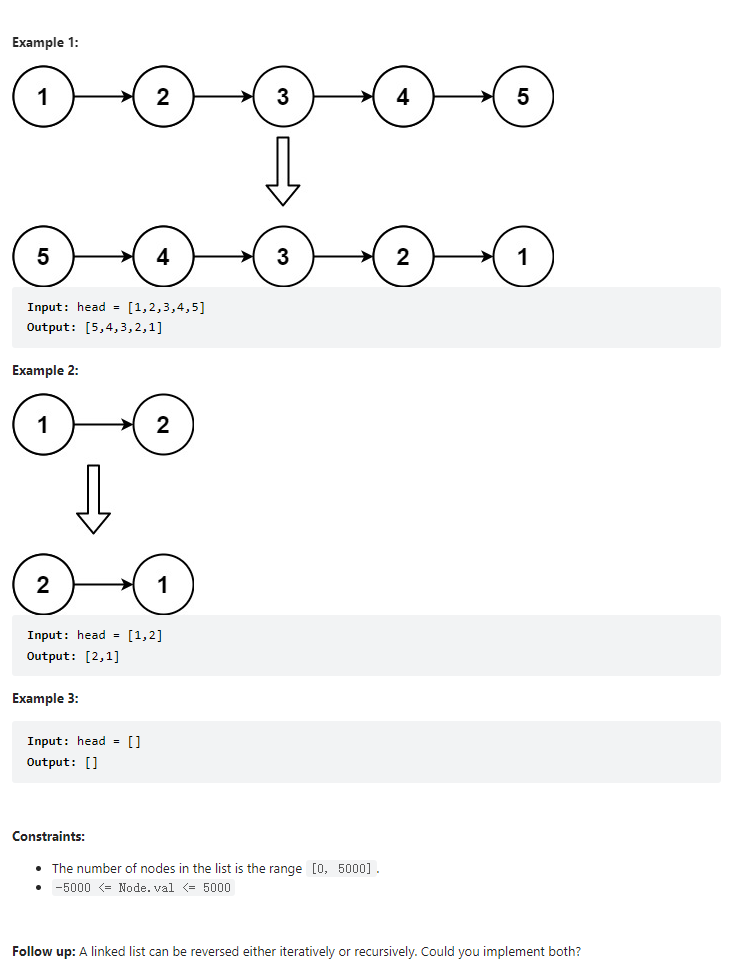 Example 1:
1 2 3 4 5
5 4 3 2 1
Input: head = [1,2,3,4,5]
Output: [5,4,3,2,1]
Example 2:
1 2
2 1
Input: head = [1,2]
Output: [2,1]
Example 3:
Input: head = []
Output: []
Constraints:
• The number of nodes in the list is the range [0, 5000].
• -5000 <= Node.val <= 5000
Follow up: A linked list can be reversed either iteratively or recursively. Could you implement both?